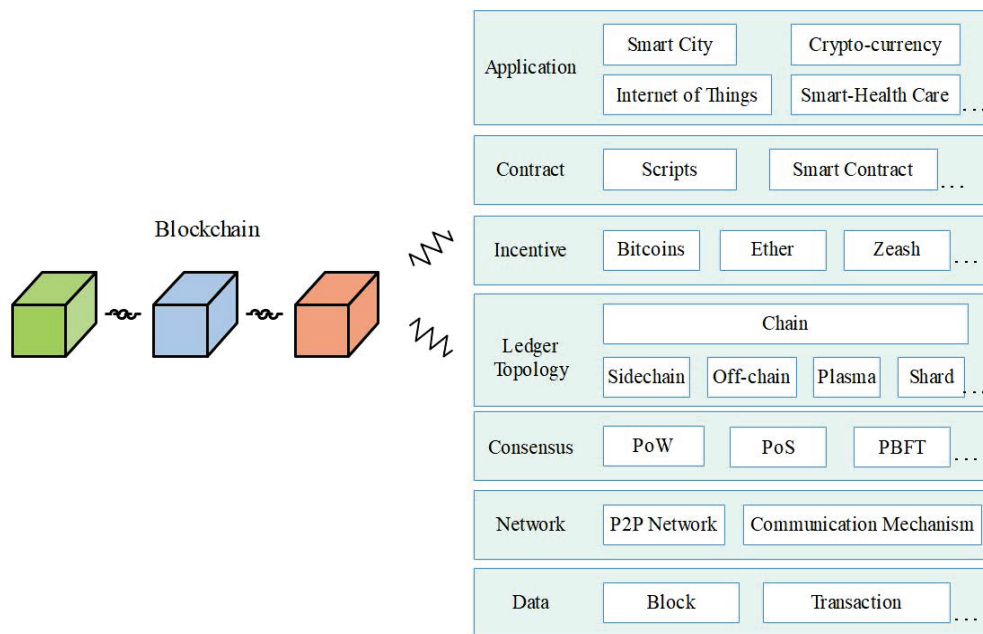 Blockchain
Application
Smart City
Crypto-currency
Internet of Things
Smart-Health Care
...
Contract
Scripts
Smart Contract
...
Incentive
Bitcoins
Ether
Zeash
...
Ledger
Topology
Chain
Sidechain
Off-chain
Plasma
Shard
...
Consensus
PoW
PoS
PBFT
...
Network
P2P Network
Communication Mechanism
Data
Block
Transaction
...